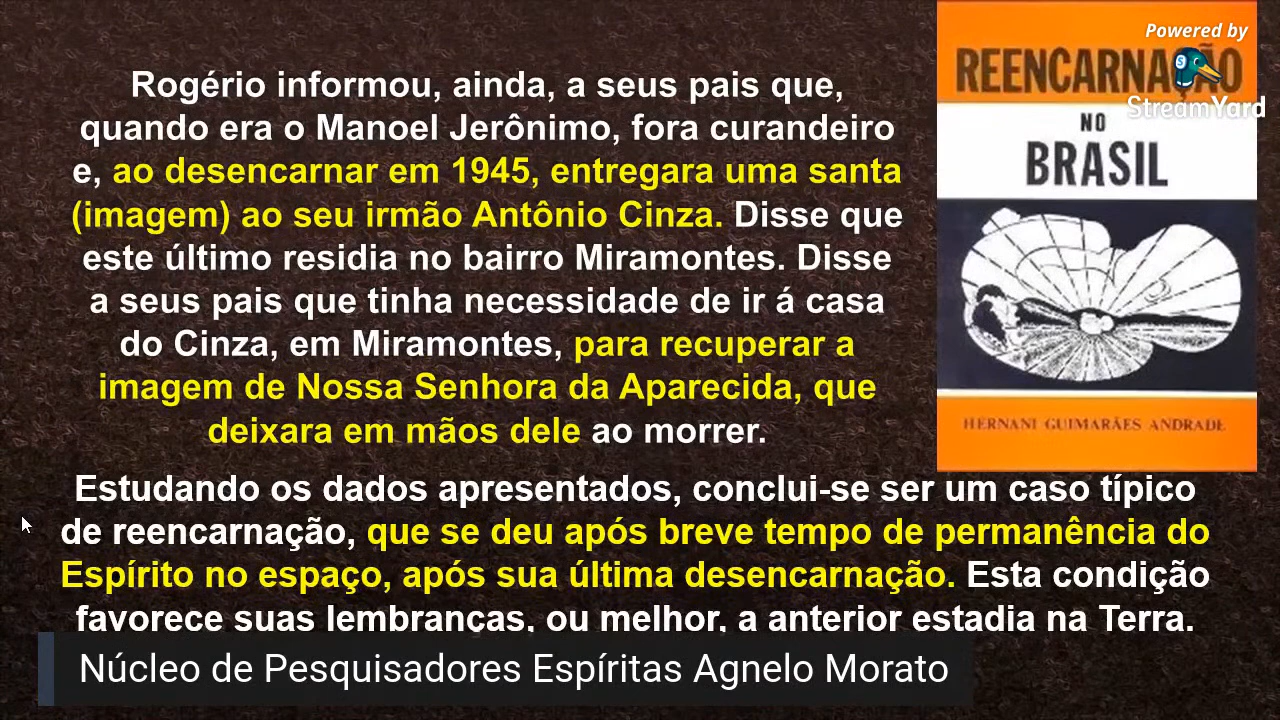 Rogério informou, ainda, a seus pais que,
quando era o Manoel Jerônimo, fora curandeiro
e, ao desencarnar em 1945, entregara uma santa
(imagem) ao seu irmão Antônio Cinza. Disse que
este último residia no bairro Miramontes. Disse
a seus pais que tinha necessidade de ir á casa
do Cinza, em Miramontes, para recuperar a
imagem de Nossa Senhora da Aparecida, que
deixara em mãos dele ao morrer.
Estudando os dados apresentados, conclui-se ser um caso típico
de reencarnação, que se deu após breve tempo de permanência do
Espírito no espaço, após sua última desencarnação. Esta condição
favorece suas lembranças, ou melhor, a anterior estadia na Terra.
Núcleo de Pesquisadores Espíritas Agnelo Morato
Powered by
StreamYard
REENCARNAÇÃO
NO
BRASIL
HERNANI GUIMARÃES ANDRADE